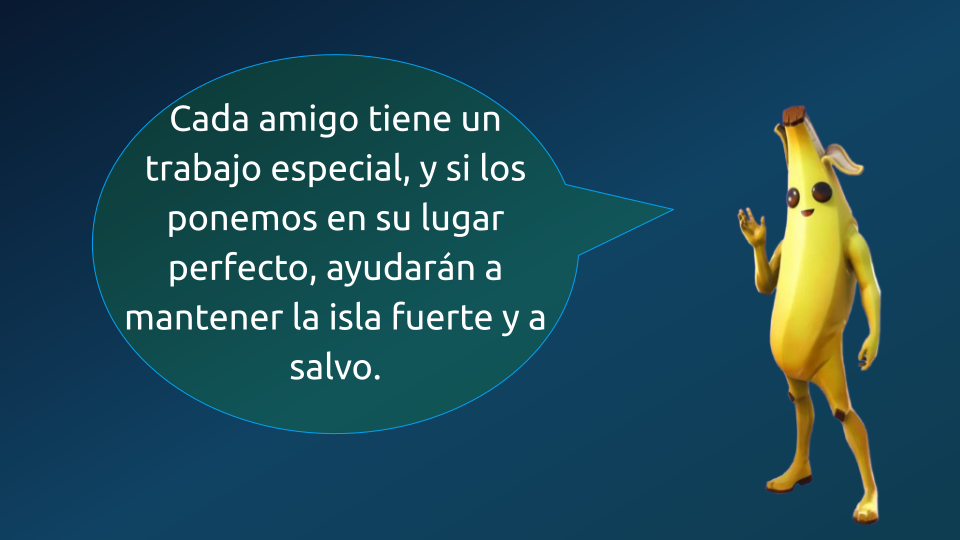 Cada amigo tiene un
trabajo especial, y si los
ponemos en su lugar
perfecto, ayudarán a
mantener la isla fuerte y a
salvo.